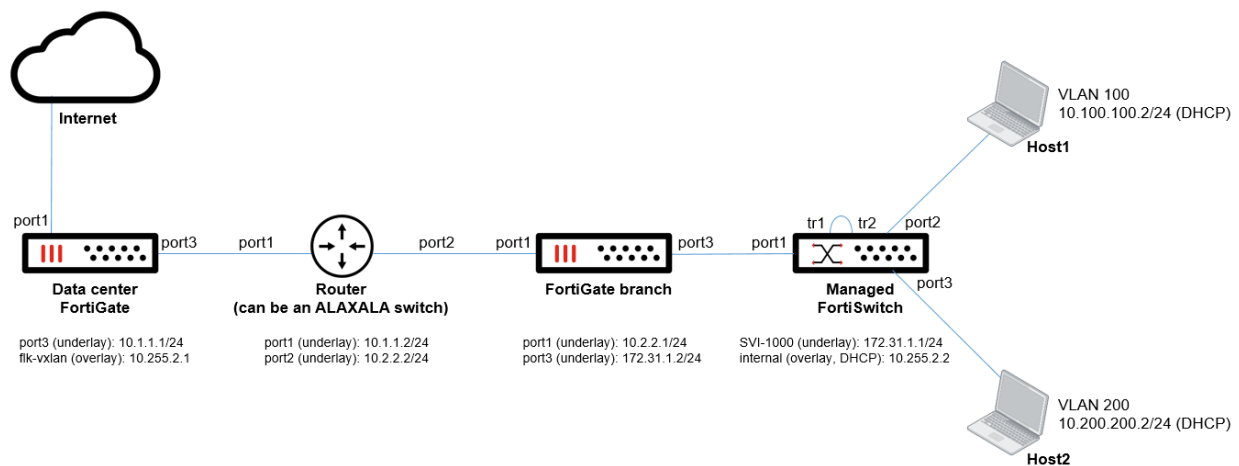 Internet
port1
port3
port1
port2
port1
port3
port1
tr1
tr2
port2
port3
VLAN 100
10.100.100.2/24 (DHCP)
Host1
Data center
FortiGate
Router
(can be an ALAXALA switch)
FortiGate branch
Managed
FortiSwitch
port3 (underlay): 10.1.1.1/24
flk-vxlan (overlay): 10.255.2.1
port1 (underlay): 10.1.1.2/24
port2 (underlay): 10.2.2.2/24
port1 (underlay): 10.2.2.1/24
port3 (underlay): 172.31.1.2/24
SVI-1000 (underlay): 172.31.1.1/24
internal (overlay, DHCP): 10.255.2.2
VLAN 200
10.200.200.2/24 (DHCP)
Host2